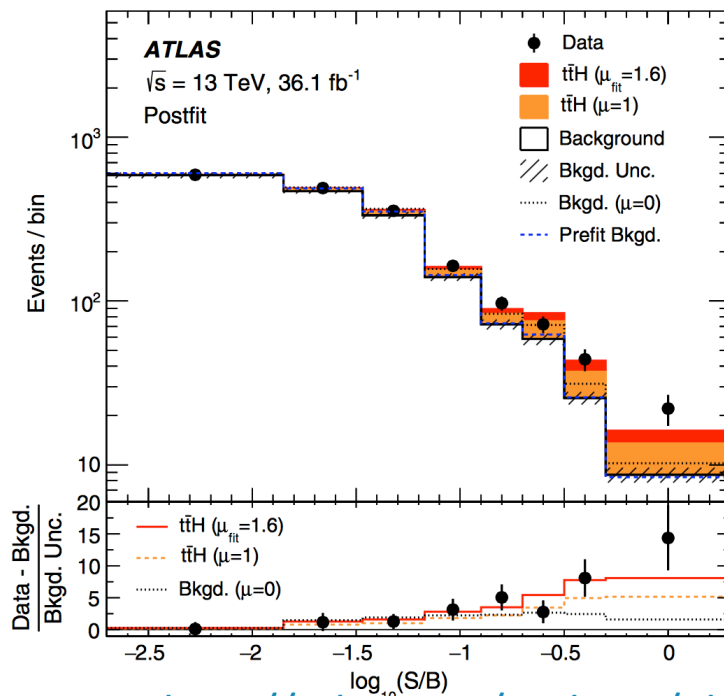 ATLAS
√s = 13 TeV, 36.1 fb⁻¹
Postfit
Data
tt̄H (μ_fit=1.6)
tt̄H (μ=1)
Background
Bkgd. Unc.
Bkgd. (μ=0)
Prefit Bkgd.
Events / bin
10³
10²
10
20
15
10
5
0
tt̄H (μ_fit=1.6)
tt̄H (μ=1)
Bkgd. (μ=0)
Data - Bkgd.
Bkgd. Unc.
−2.5 −2 −1.5 −1 −0.5 0
log₁₀(S/B)